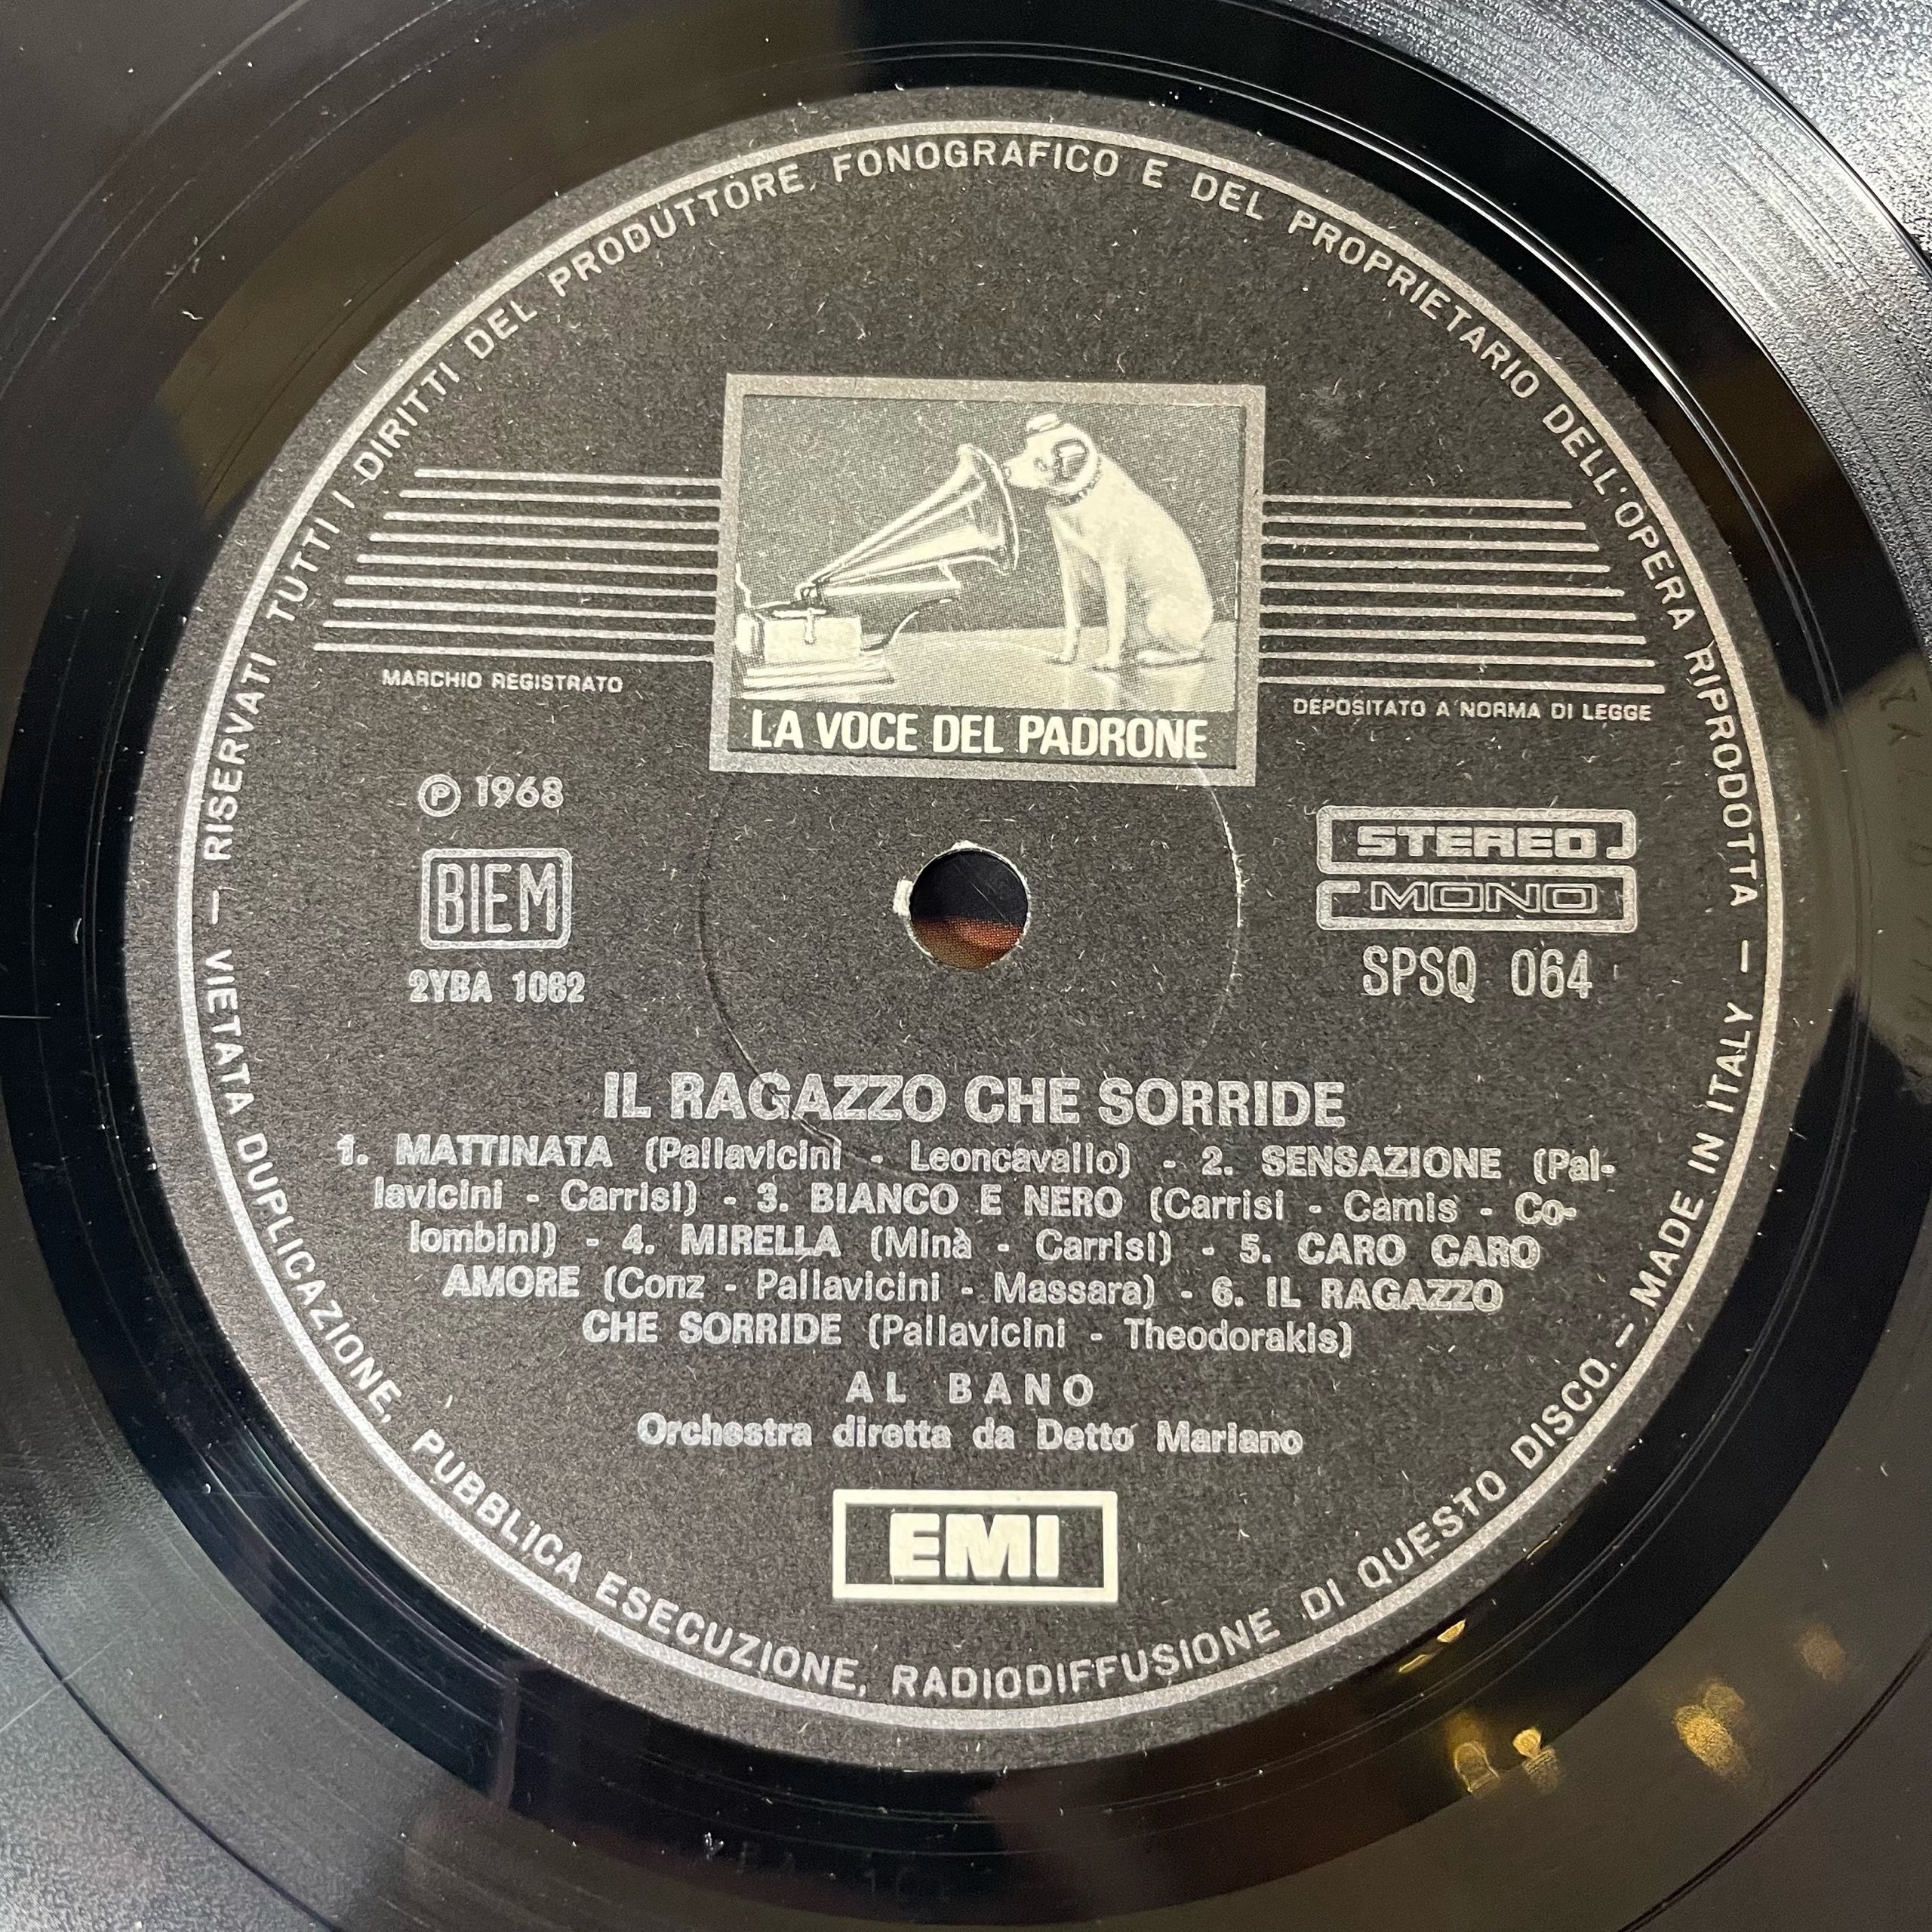 RISERVATI TUTTI I DIRITTI DEL PRODUTTORE FONOGRAFICO E DEL PROPRIETARIO DELL'OPERA RIPRODOTTA — MADE IN ITALY
LA VOCE DEL PADRONE
MARCHIO REGISTRATO
DEPOSITATO A NORMA DI LEGGE
℗ 1968
BIEM
2YBA 1082
STEREO
MONO
SPSQ 064
IL RAGAZZO CHE SORRIDE
1. MATTINATA (Pallavicini - Leoncavallo) - 2. SENSAZIONE (Pal-
lavicini - Carrisi) - 3. BIANCO E NERO (Carrisi - Camis - Co-
lombini) - 4. MIRELLA (Minà - Carrisi) - 5. CARO CARO
AMORE (Conz - Pallavicini - Massara) - 6. IL RAGAZZO
CHE SORRIDE (Pallavicini - Theodorakis)
AL BANO
Orchestra diretta da Detto Mariano
EMI
— VIETATA DUPLICAZIONE, PUBBLICA ESECUZIONE, RADIODIFFUSIONE DI QUESTO DISCO. —